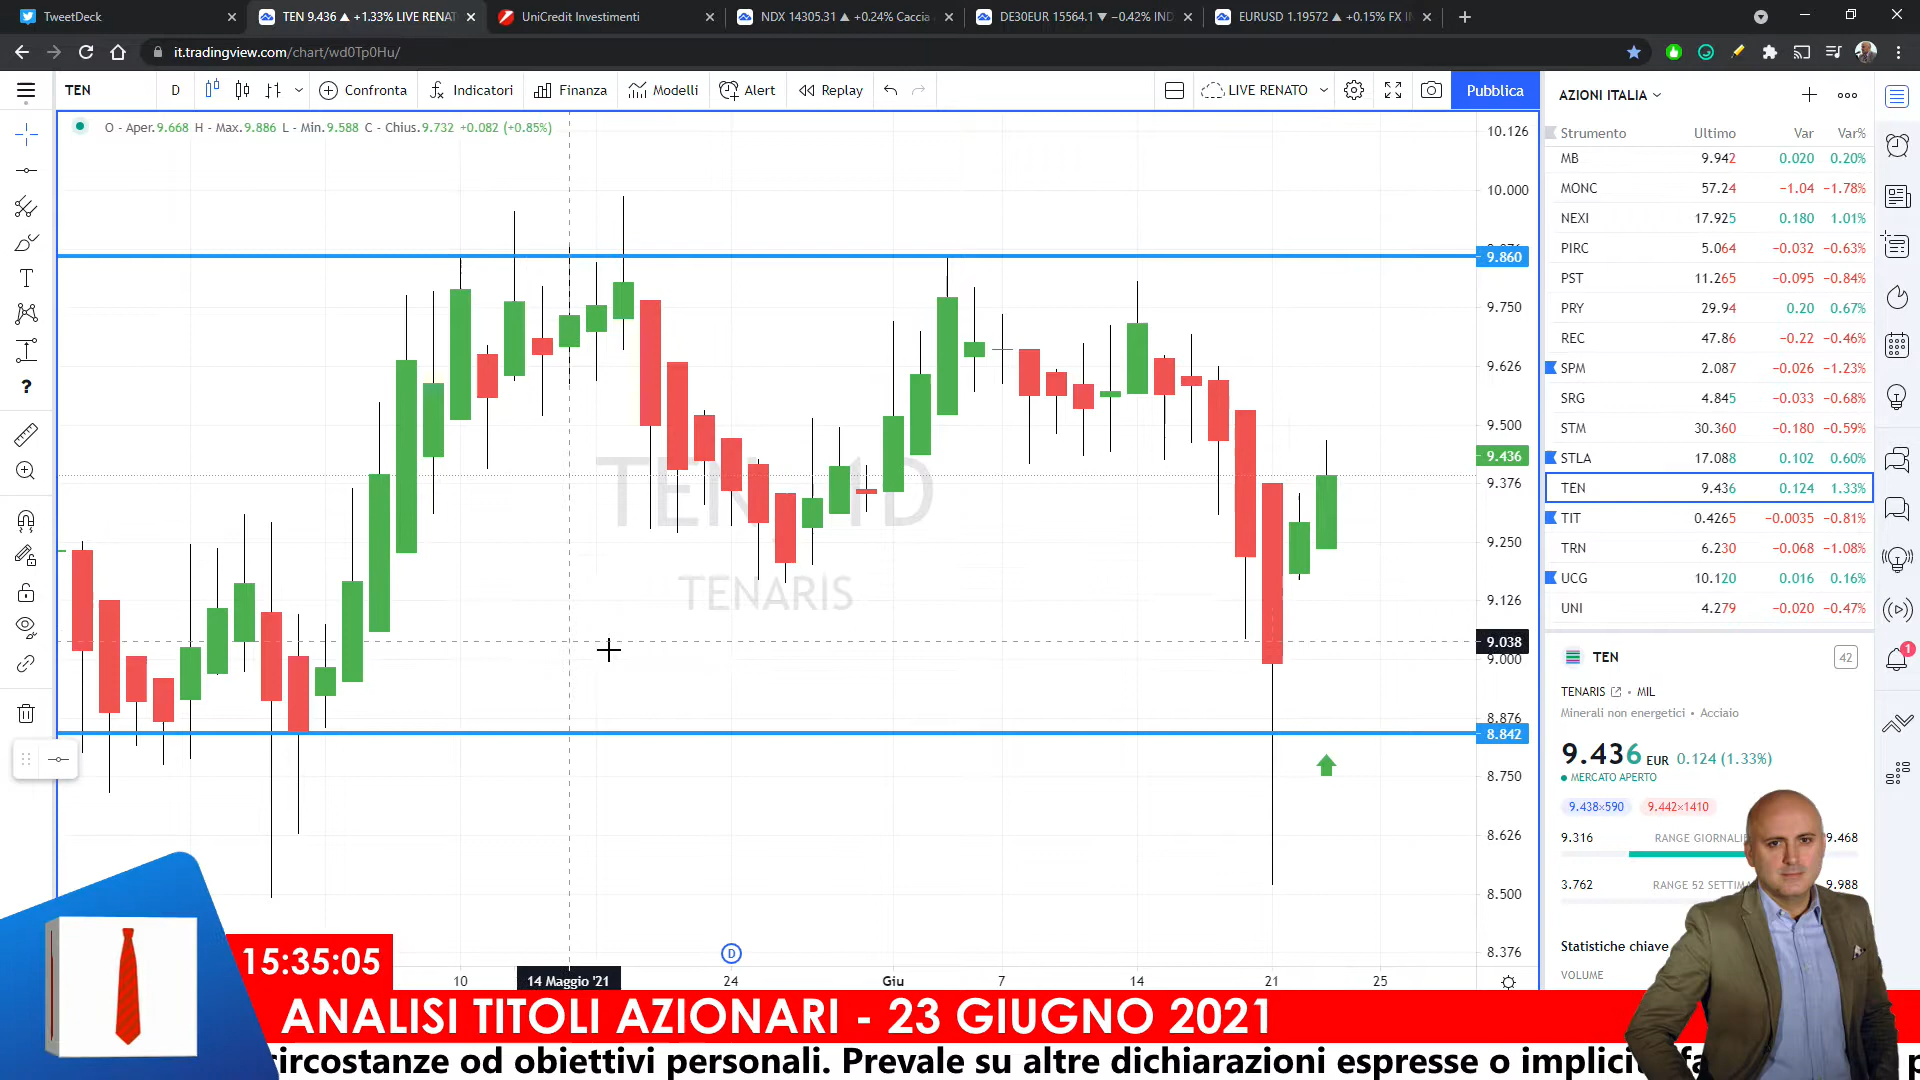 TweetDeck
TEN 9.436 ▲ +1.33% LIVE RENAT
UniCredit Investimenti
NDX 14305.31 ▲ +0.24% Caccia
DE30EUR 15564.1 ▼ −0.42% IND
EURUSD 1.19572 ▲ +0.15% FX I
it.tradingview.com/chart/wd0Tp0Hu/
TEN D Confronta Indicatori Finanza Modelli Alert Replay LIVE RENATO Pubblica
O - Aper.9.668 H - Max.9.886 L - Min.9.588 C - Chius.9.732 +0.082 (+0.85%)
TEN, 1D
TENARIS
10.126
10.000
9.860
9.750
9.626
9.500
9.436
9.376
9.250
9.126
9.038
9.000
8.876
8.842
8.750
8.626
8.500
8.376
D
10 14 Maggio '21 24 Giu 7 14 21 25
AZIONI ITALIA
Strumento Ultimo Var Var%
MB 9.942 0.020 0.20%
MONC 57.24 −1.04 −1.78%
NEXI 17.925 0.180 1.01%
PIRC 5.064 −0.032 −0.63%
PST 11.265 −0.095 −0.84%
PRY 29.94 0.20 0.67%
REC 47.86 −0.22 −0.46%
SPM 2.087 −0.026 −1.23%
SRG 4.845 −0.033 −0.68%
STM 30.360 −0.180 −0.59%
STLA 17.088 0.102 0.60%
TEN 9.436 0.124 1.33%
TIT 0.4265 −0.0035 −0.81%
TRN 6.230 −0.068 −1.08%
UCG 10.120 0.016 0.16%
UNI 4.279 −0.020 −0.47%
1
TEN 42
TENARIS • MIL
Minerali non energetici • Acciaio
9.436 EUR 0.124 (1.33%)
MERCATO APERTO
9.438×590 9.442×1410
9.316 RANGE GIORNALI 9.468
3.762 RANGE 52 SETTIM 9.988
Statistiche chiave
VOLUME
15:35:05
ANALISI TITOLI AZIONARI - 23 GIUGNO 2021
circostanze od obiettivi personali. Prevale su altre dichiarazioni espresse o implicit